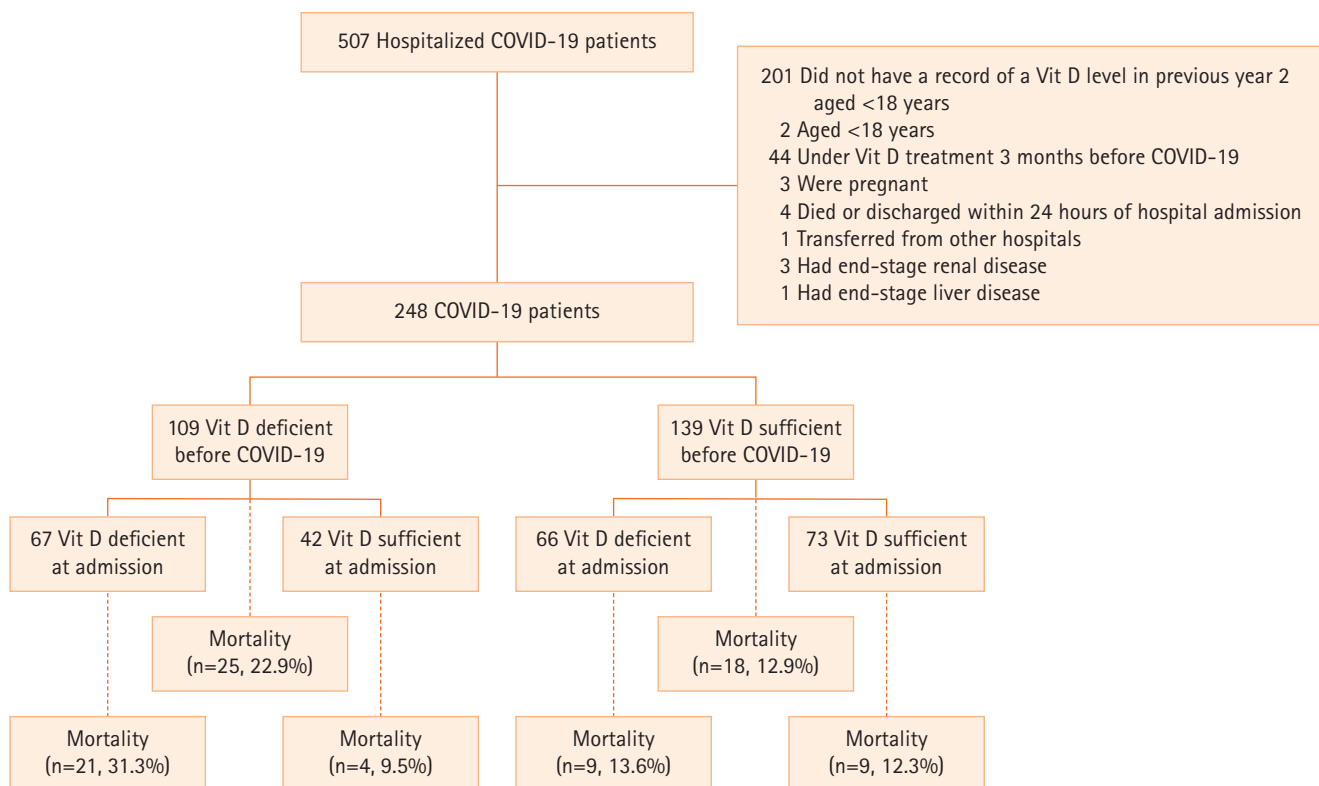 507 Hospitalized COVID-19 patients
201 Did not have a record of a Vit D level in previous year 2
aged <18 years
2 Aged <18 years
44 Under Vit D treatment 3 months before COVID-19
3 Were pregnant
4 Died or discharged within 24 hours of hospital admission
1 Transferred from other hospitals
3 Had end-stage renal disease
1 Had end-stage liver disease
248 COVID-19 patients
109 Vit D deficient
before COVID-19
139 Vit D sufficient
before COVID-19
67 Vit D deficient
at admission
42 Vit D sufficient
at admission
66 Vit D deficient
at admission
73 Vit D sufficient
at admission
Mortality
(n=25, 22.9%)
Mortality
(n=18, 12.9%)
Mortality
(n=21, 31.3%)
Mortality
(n=4, 9.5%)
Mortality
(n=9, 13.6%)
Mortality
(n=9, 12.3%)